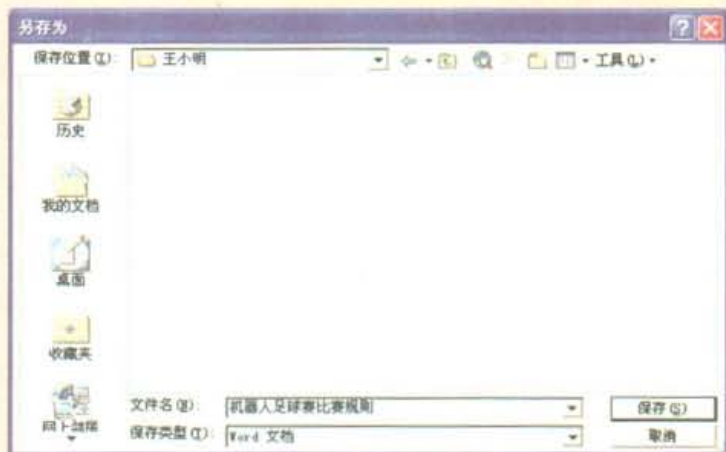 另存为
保存位置(I): 王小明 工具(L)
历史
我的文档
桌面
收藏夹
网上邻居
文件名(N): 机器人足球赛比赛规则 保存(S)
保存类型(T): Word 文档 取消